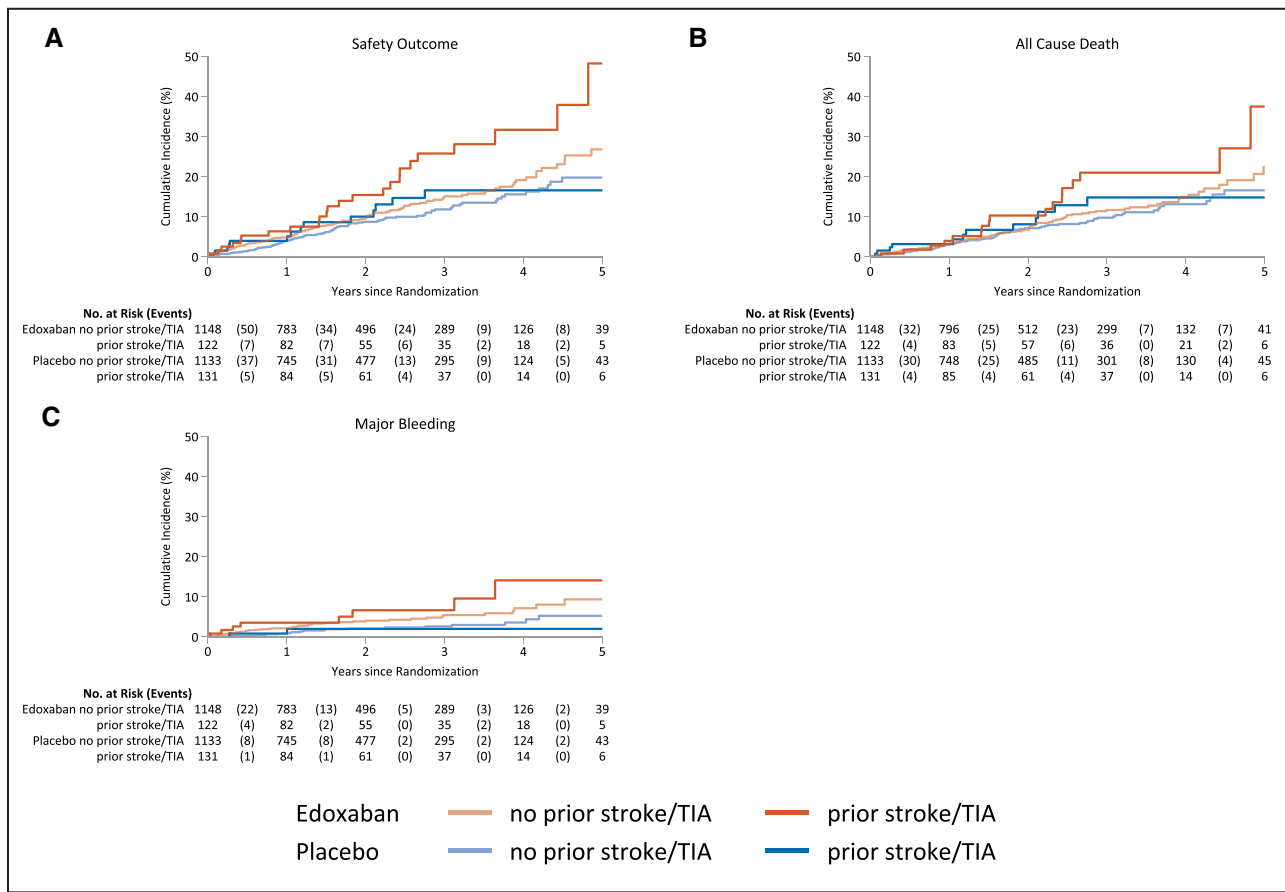 A
Safety Outcome
Cumulative Incidence (%)
50
40
30
20
10
0
0 1 2 3 4 5
Years since Randomization
No. at Risk (Events)
Edoxaban no prior stroke/TIA 1148 (50) 783 (34) 496 (24) 289 (9) 126 (8) 39
prior stroke/TIA 122 (7) 82 (7) 55 (6) 35 (2) 18 (2) 5
Placebo no prior stroke/TIA 1133 (37) 745 (31) 477 (13) 295 (9) 124 (5) 43
prior stroke/TIA 131 (5) 84 (5) 61 (4) 37 (0) 14 (0) 6
B
All Cause Death
Cumulative Incidence (%)
50
40
30
20
10
0
0 1 2 3 4 5
Years since Randomization
No. at Risk (Events)
Edoxaban no prior stroke/TIA 1148 (32) 796 (25) 512 (23) 299 (7) 132 (7) 41
prior stroke/TIA 122 (4) 83 (5) 57 (6) 36 (0) 21 (2) 6
Placebo no prior stroke/TIA 1133 (30) 748 (25) 485 (11) 301 (8) 130 (4) 45
prior stroke/TIA 131 (4) 85 (4) 61 (4) 37 (0) 14 (0) 6
C
Major Bleeding
Cumulative Incidence (%)
50
40
30
20
10
0
0 1 2 3 4 5
Years since Randomization
No. at Risk (Events)
Edoxaban no prior stroke/TIA 1148 (22) 783 (13) 496 (5) 289 (3) 126 (2) 39
prior stroke/TIA 122 (4) 82 (2) 55 (0) 35 (2) 18 (0) 5
Placebo no prior stroke/TIA 1133 (8) 745 (8) 477 (2) 295 (2) 124 (2) 43
prior stroke/TIA 131 (1) 84 (1) 61 (0) 37 (0) 14 (0) 6
Edoxaban no prior stroke/TIA prior stroke/TIA
Placebo no prior stroke/TIA prior stroke/TIA